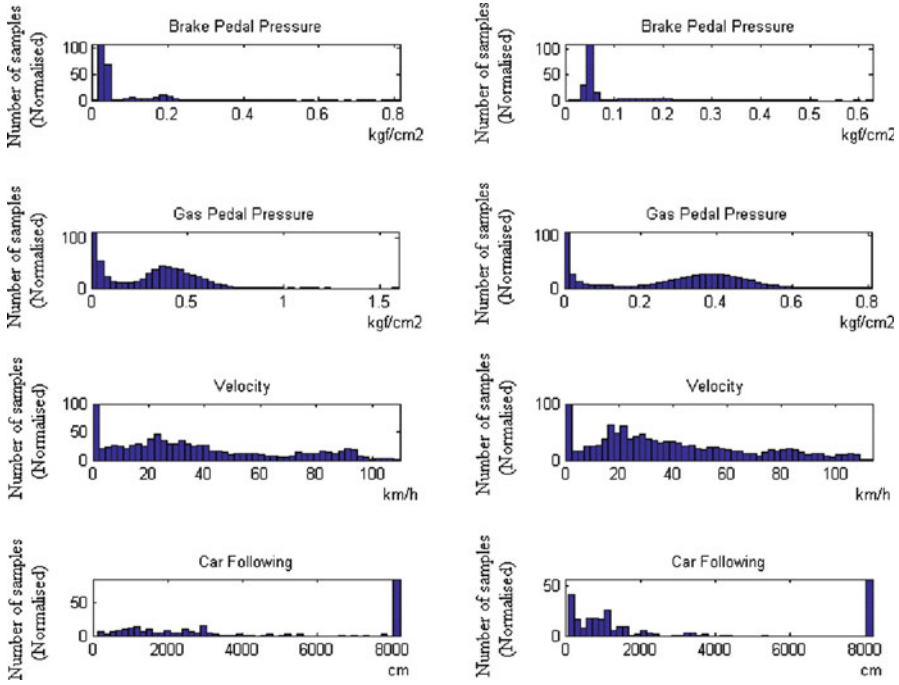 Brake Pedal Pressure
Number of samples
(Normalised)
100
50
0
0 0.2 0.4 0.6 0.8
kgf/cm2
Brake Pedal Pressure
Number of samples
(Normalised)
100
50
0
0 0.1 0.2 0.3 0.4 0.5 0.6
kgf/cm2
Gas Pedal Pressure
Number of samples
(Normalised)
100
50
0
0 0.5 1 1.5
kgf/cm2
Gas Pedal Pressure
Number of samples
(Normalised)
100
50
0
0 0.2 0.4 0.6 0.8
kgf/cm2
Velocity
Number of samples
(Normalised)
100
50
0
0 20 40 60 80 100
km/h
Velocity
Number of samples
(Normalised)
100
50
0
0 20 40 60 80 100
km/h
Car Following
Number of samples
(Normalised)
50
0
0 2000 4000 6000 8000
cm
Car Following
Number of samples
(Normalised)
50
0
0 2000 4000 6000 8000
cm